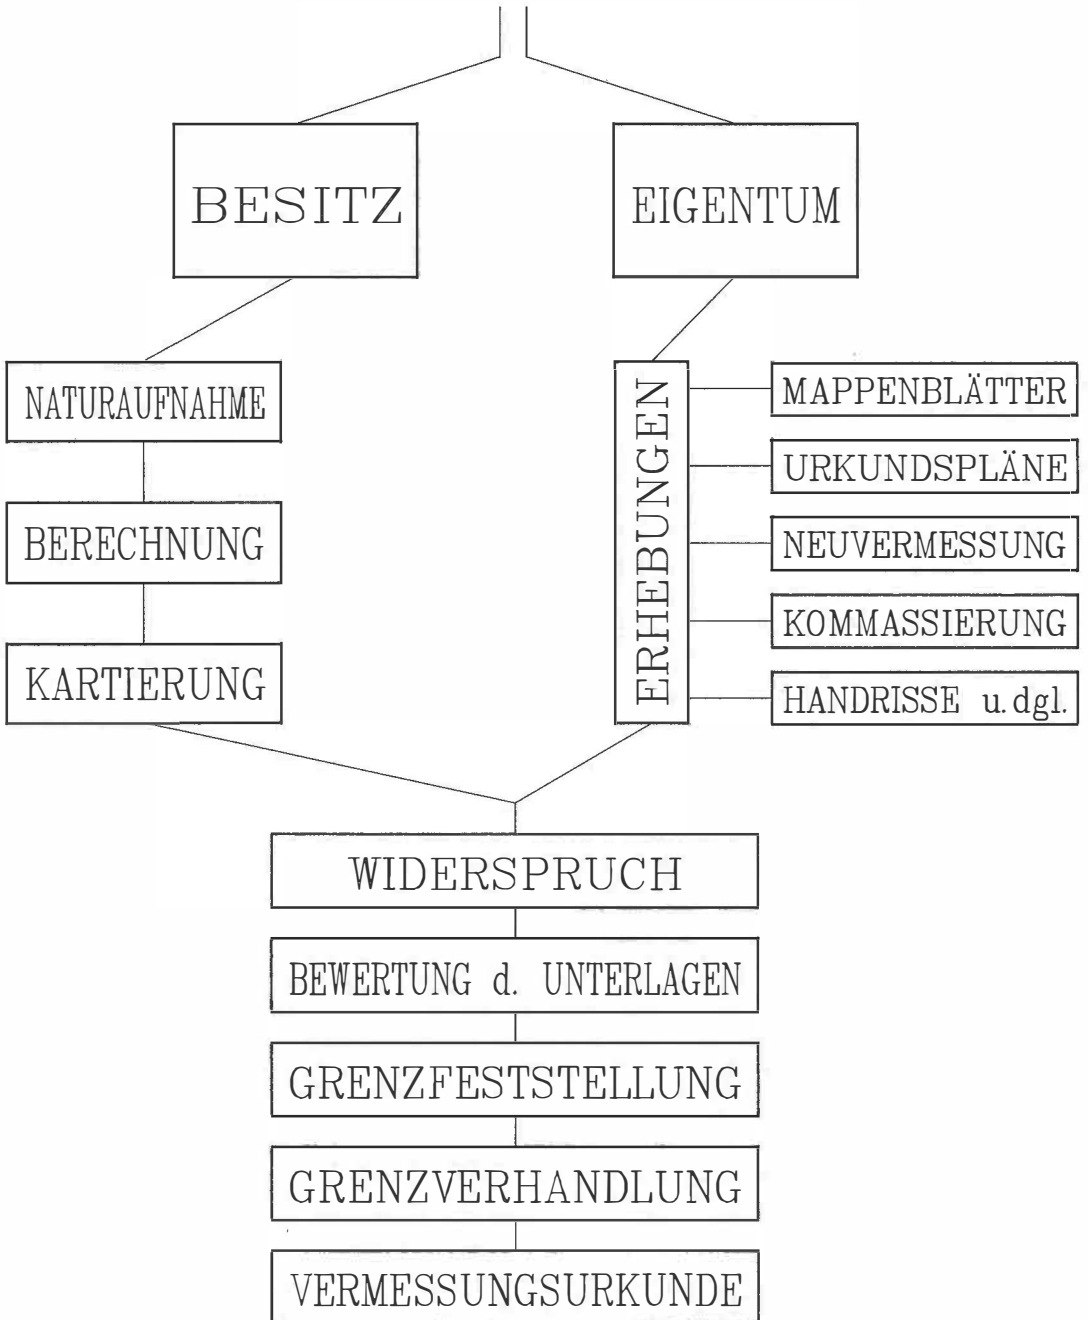 BESITZ
EIGENTUM
NATURAUFNAHME
BERECHNUNG
KARTIERUNG
ERHEBUNGEN
MAPPENBLÄTTER
URKUNDSPLÄNE
NEUVERMESSUNG
KOMMASSIERUNG
HANDRISSE u.dgl.
WIDERSPRUCH
BEWERTUNG d. UNTERLAGEN
GRENZFESTSTELLUNG
GRENZVERHANDLUNG
VERMESSUNGSURKUNDE